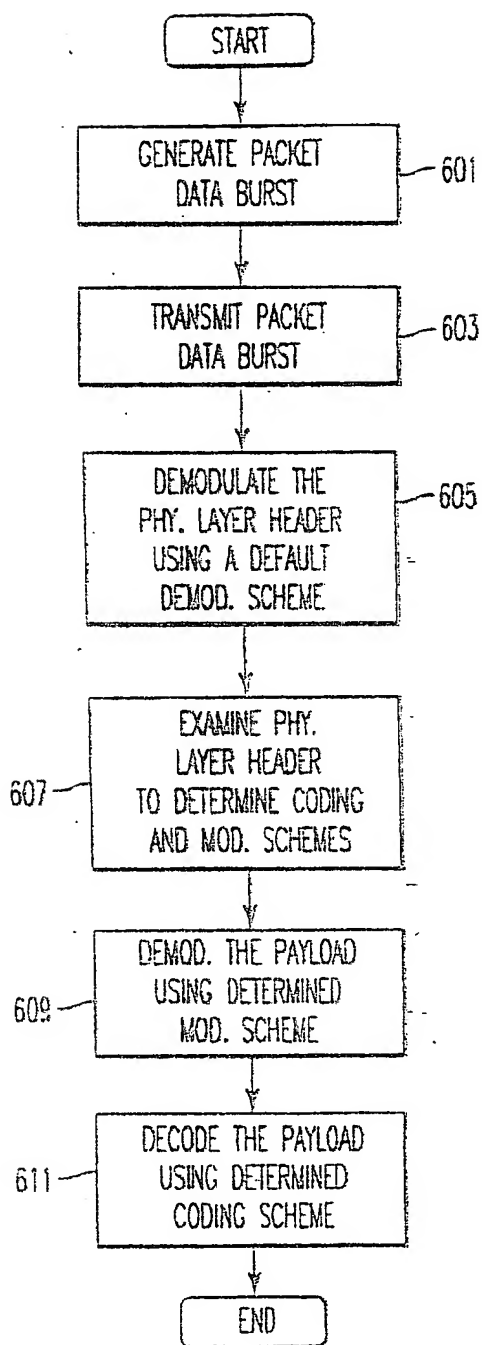 START
GENERATE PACKET
DATA BURST
601
TRANSMIT PACKET
DATA BURST
603
DEMODULATE THE
PHY. LAYER HEADER
USING A DEFAULT
DEMOD. SCHEME
605
EXAMINE PHY.
LAYER HEADER
TO DETERMINE CODING
AND MOD. SCHEMES
607
DEMOD. THE PAYLOAD
USING DETERMINED
MOD. SCHEME
609
DECODE THE PAYLOAD
USING DETERMINED
CODING SCHEME
611
END